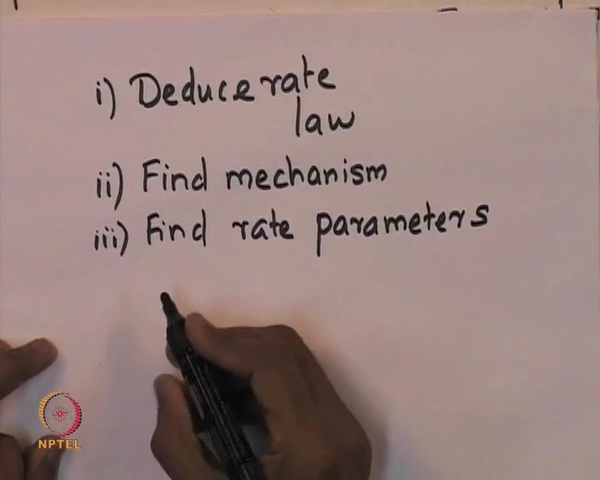 i) Deduce rate
law
ii) Find mechanism
iii) Find rate parameters
NPTEL